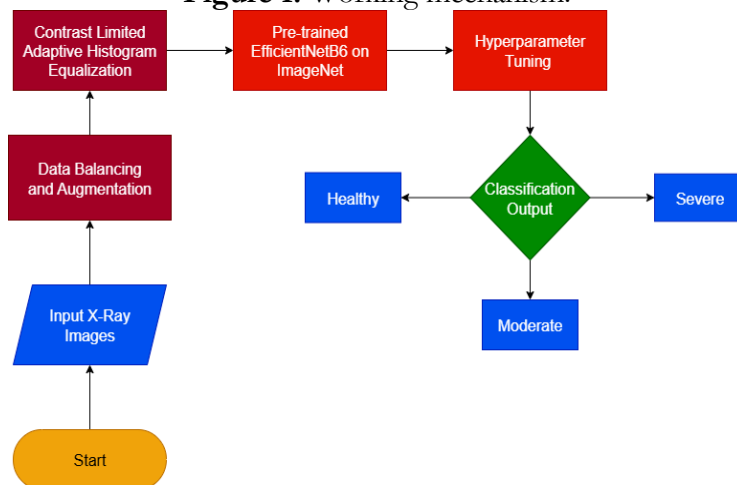 Figure 1. Working mechanism.
Contrast Limited
Adaptive Histogram
Equalization
Pre-trained
EfficientNetB6 on
ImageNet
Hyperparameter
Tuning
Data Balancing
and Augmentation
Healthy
Classification
Output
Severe
Input X-Ray
Images
Moderate
Start